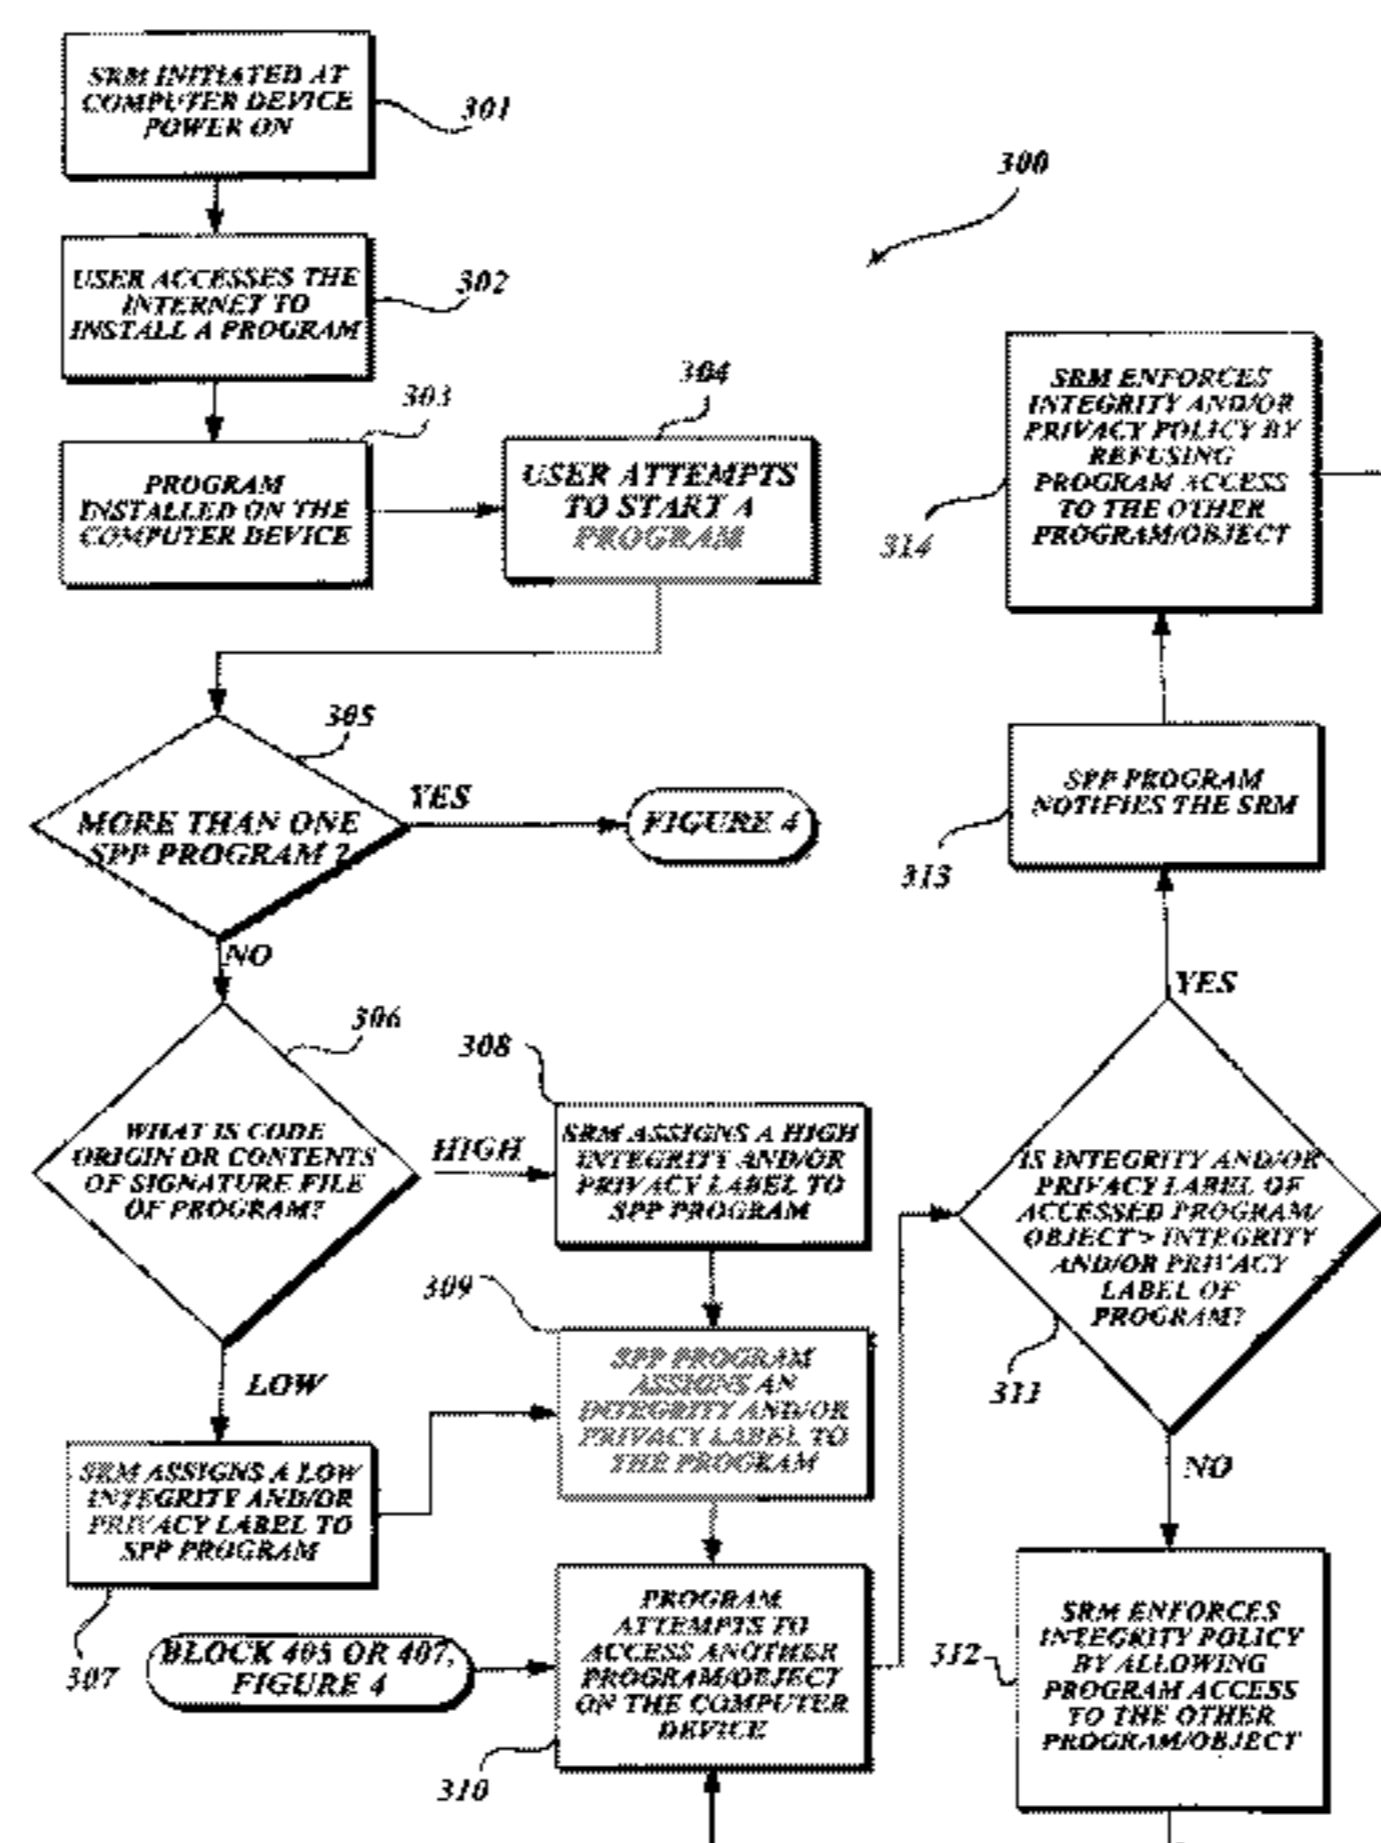 SRM INITIATED AT
COMPUTER DEVICE
POWER ON
301
300
USER ACCESSES THE
INTERNET TO
INSTALL A PROGRAM
302
303
PROGRAM
INSTALLED ON THE
COMPUTER DEVICE
304
USER ATTEMPTS
TO START A
PROGRAM
305
MORE THAN ONE
SPP PROGRAM ?
YES
FIGURE 4
NO
306
WHAT IS CODE
ORIGIN OR CONTENTS
OF SIGNATURE FILE
OF PROGRAM?
HIGH
308
SRM ASSIGNS A HIGH
INTEGRITY AND/OR
PRIVACY LABEL TO
SPP PROGRAM
LOW
SRM ASSIGNS A LOW
INTEGRITY AND/OR
PRIVACY LABEL TO
SPP PROGRAM
307
309
SPP PROGRAM
ASSIGNS AN
INTEGRITY AND/OR
PRIVACY LABEL TO
THE PROGRAM
BLOCK 405 OR 407,
FIGURE 4
PROGRAM
ATTEMPTS TO
ACCESS ANOTHER
PROGRAM/OBJECT
ON THE COMPUTER
DEVICE
310
SRM ENFORCES
INTEGRITY AND/OR
PRIVACY POLICY BY
REFUSING
PROGRAM ACCESS
TO THE OTHER
PROGRAM/OBJECT
314
SPP PROGRAM
NOTIFIES THE SRM
313
YES
IS INTEGRITY AND/OR
PRIVACY LABEL OF
ACCESSED PROGRAM/
OBJECT > INTEGRITY
AND/OR PRIVACY
LABEL OF
PROGRAM?
311
NO
SRM ENFORCES
INTEGRITY POLICY
BY ALLOWING
PROGRAM ACCESS
TO THE OTHER
PROGRAM/OBJECT
312